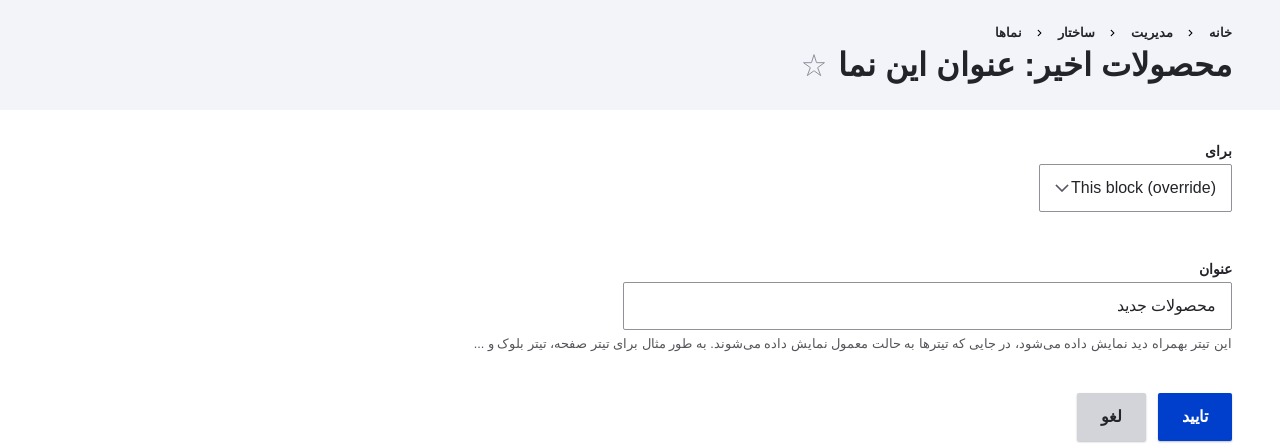 خانه › مدیریت › ساختار › نماها
محصولات اخیر: عنوان این نما ☆
برای
This block (override)
عنوان
محصولات جدید
این تیتر بهمراه دید نمایش داده می‌شود، در جایی که تیترها به حالت معمول نمایش داده می‌شوند. به طور مثال برای تیتر صفحه، تیتر بلوک و ...
تایید لغو